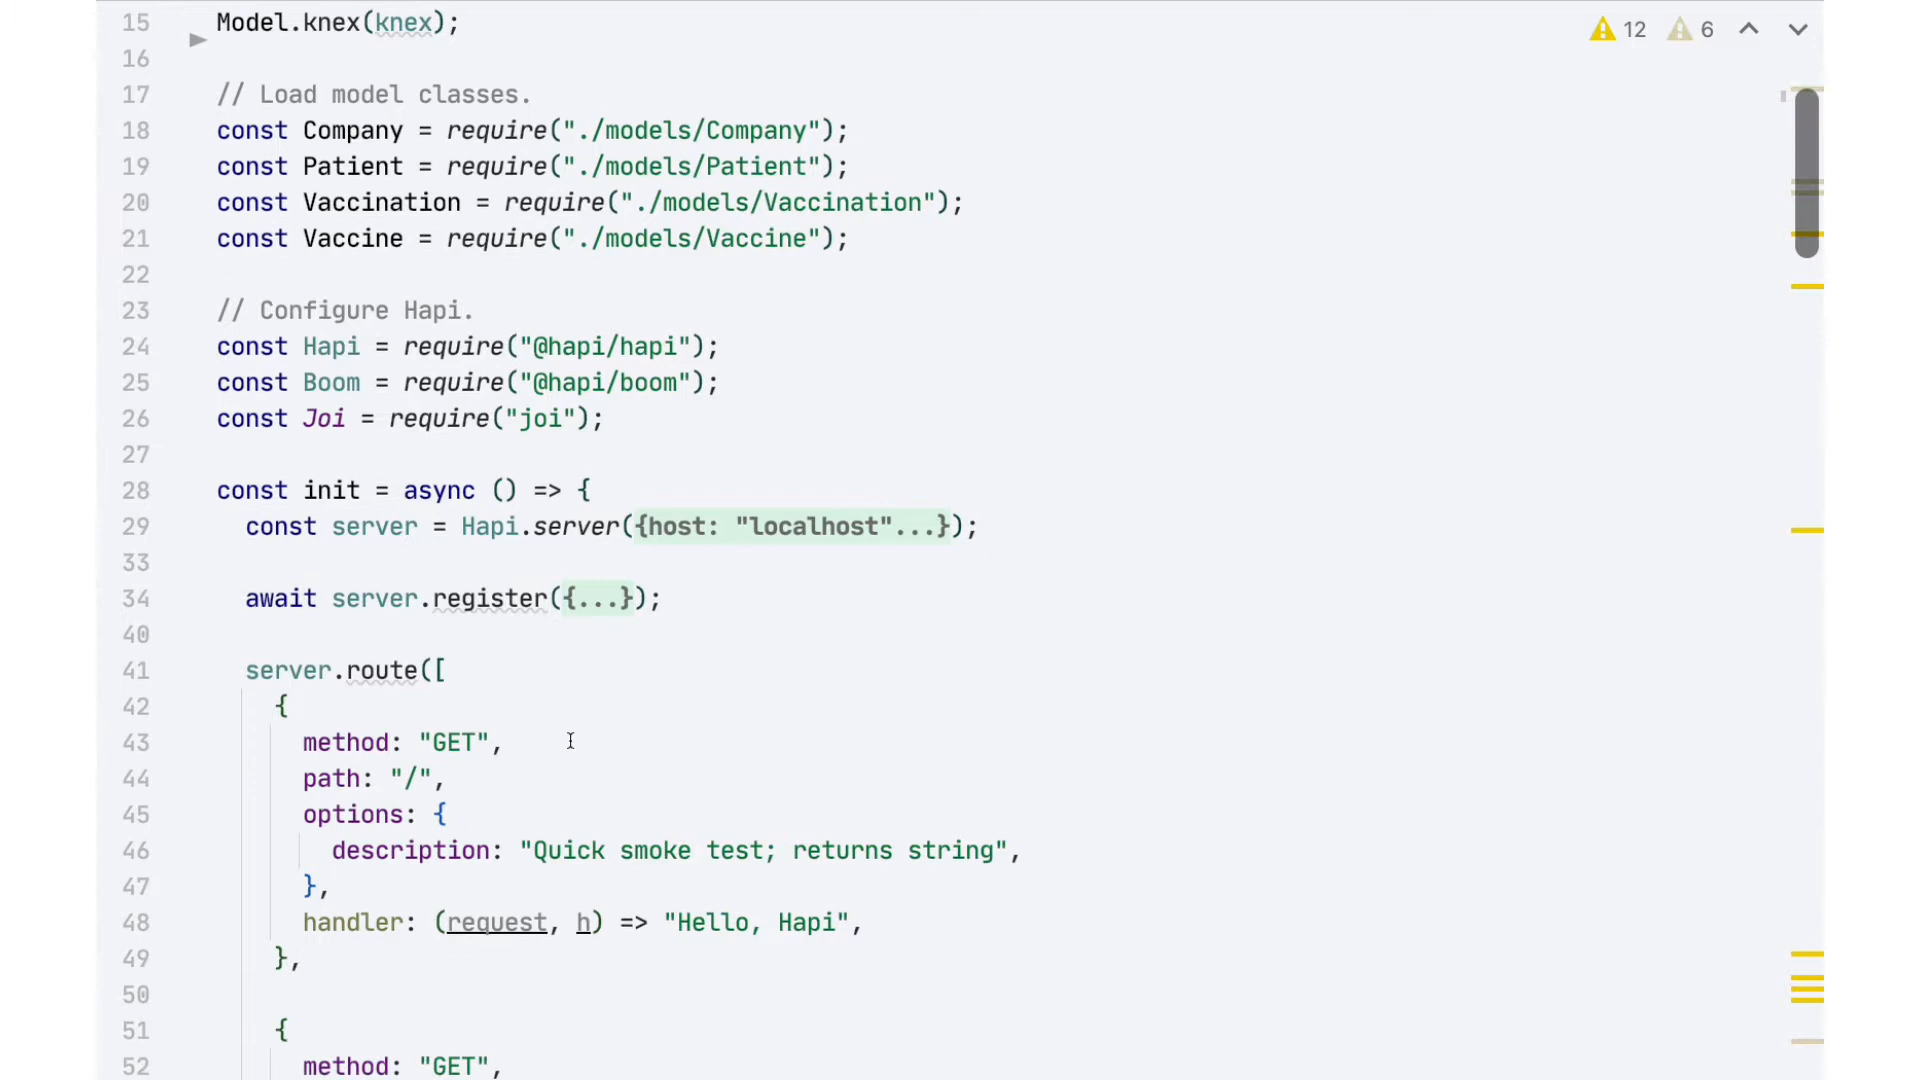 15 Model.knex(knex);
12 6
16
17 // Load model classes.
18 const Company = require("./models/Company");
19 const Patient = require("./models/Patient");
20 const Vaccination = require("./models/Vaccination");
21 const Vaccine = require("./models/Vaccine");
22
23 // Configure Hapi.
24 const Hapi = require("@hapi/hapi");
25 const Boom = require("@hapi/boom");
26 const Joi = require("joi");
27
28 const init = async () => {
29 const server = Hapi.server({host: "localhost"...});
33
34 await server.register({...});
40
41 server.route([
42 {
43 method: "GET",
44 path: "/",
45 options: {
46 description: "Quick smoke test; returns string",
47 },
48 handler: (request, h) => "Hello, Hapi",
49 },
50
51 {
52 method: "GET",